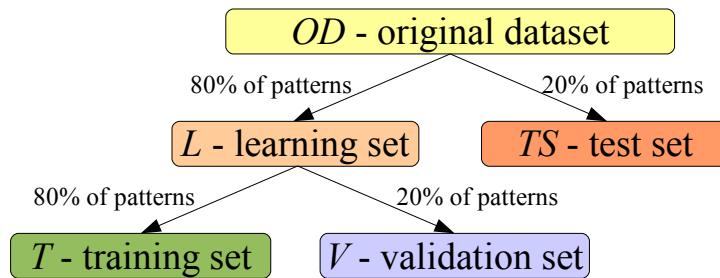 OD - original dataset
80% of patterns
20% of patterns
L - learning set
TS - test set
80% of patterns
20% of patterns
T - training set
V - validation set